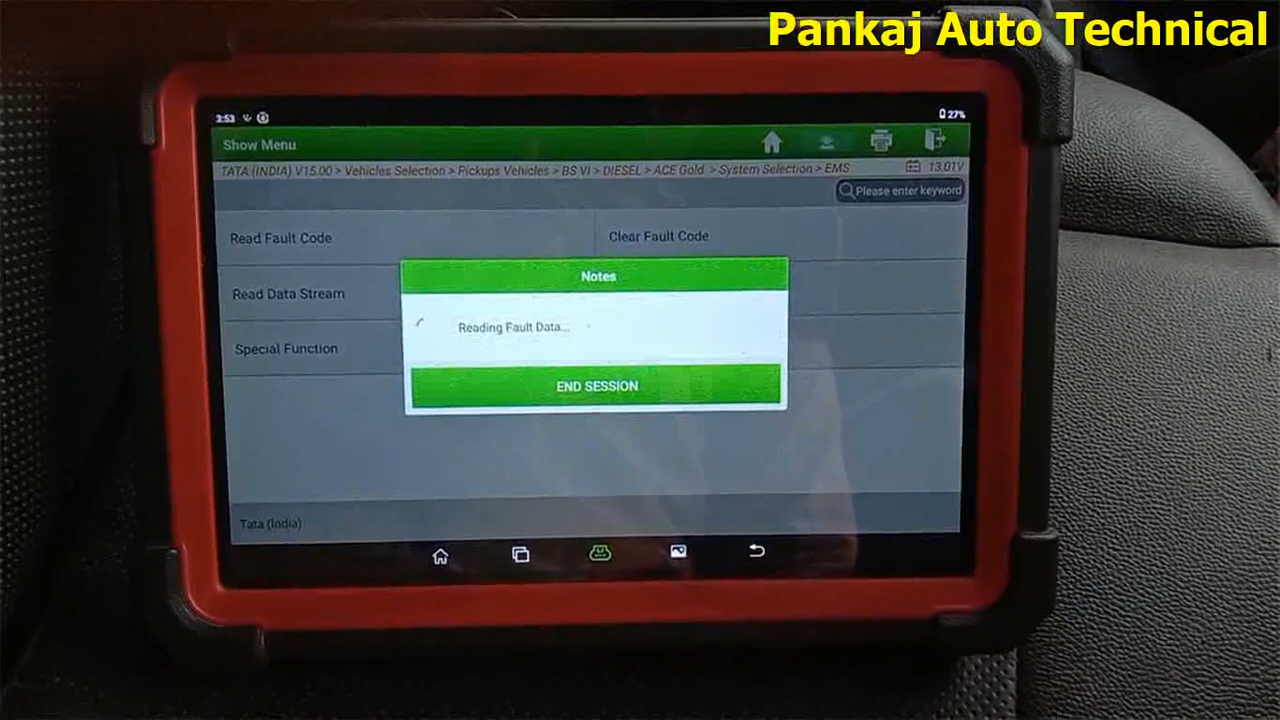 Pankaj Auto Technical
3:53
27%
Show Menu
TATA (INDIA) V15.00 > Vehicles Selection > Pickups Vehicles > BS VI > DIESEL > ACE Gold > System Selection > EMS
13.01V
Please enter keyword
Read Fault Code
Clear Fault Code
Notes
Read Data Stream
Reading Fault Data...
Special Function
END SESSION
Tata (India)